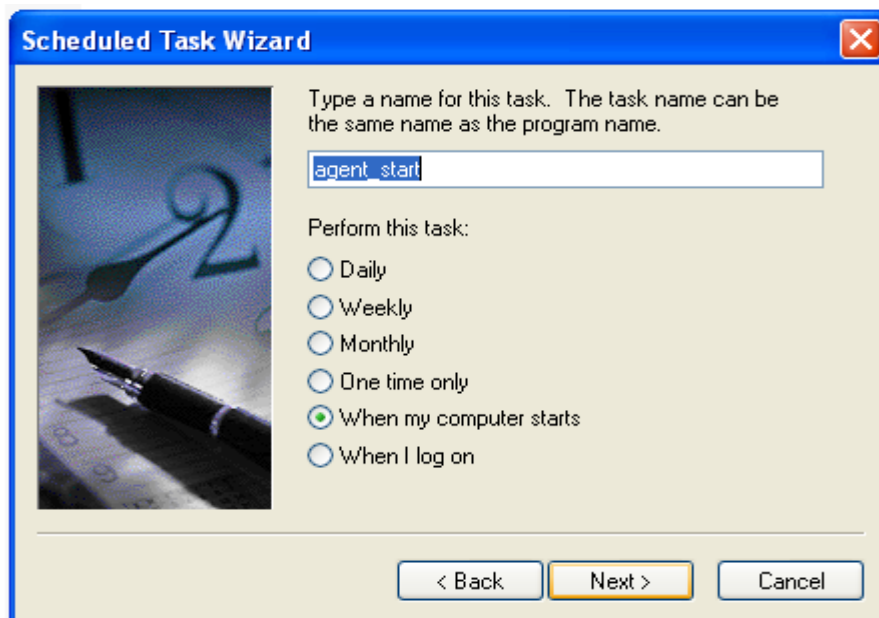 Scheduled Task Wizard
Type a name for this task. The task name can be
the same name as the program name.
agent_start
Perform this task:
Daily
Weekly
Monthly
One time only
When my computer starts
When I log on
< Back
Next >
Cancel